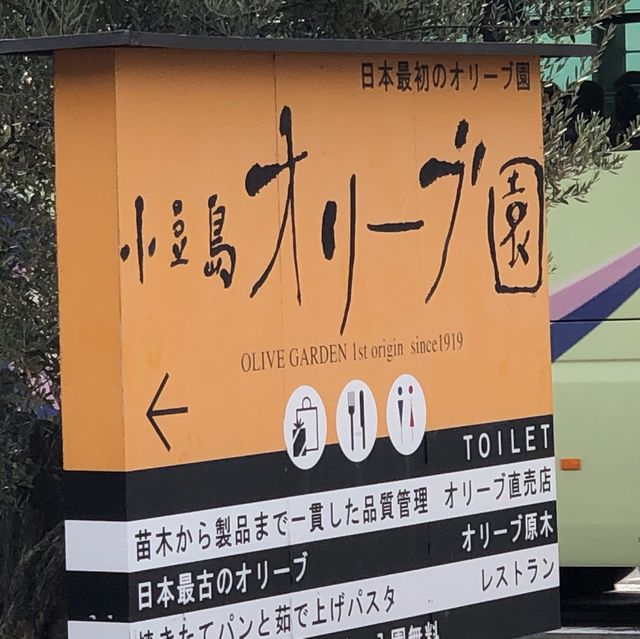 日本最初のオリーブ園
小豆島オリーブ園
OLIVE GARDEN 1st origin since1919
TOILET
苗木から製品まで一貫した品質管理 オリーブ直売店
日本最古のオリーブ オリーブ原木
焼きたてパンと茹で上げパスタ レストラン
入園無料